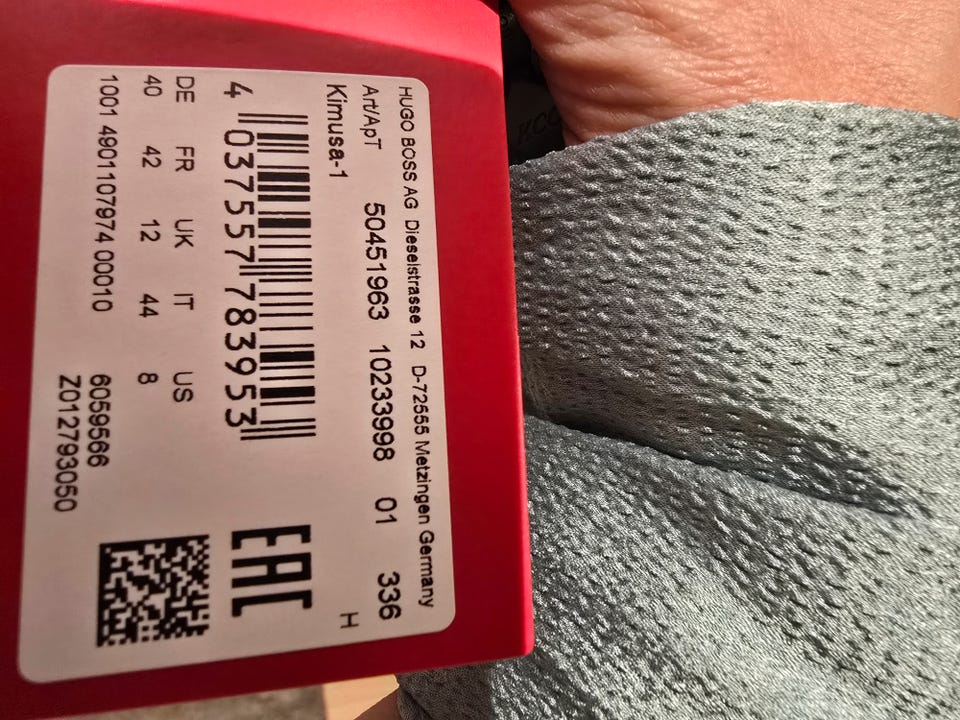 HUGO BOSS AG Dieselstrasse 12 D-72555 Metzingen Germany
Art/ApT 50451963 10233998 01 336
Kimusa-1 H
4 037557 783953
EAC
DE FR UK IT US
40 42 12 44 8
1001 4901107974 00010 6059566
Z012793050